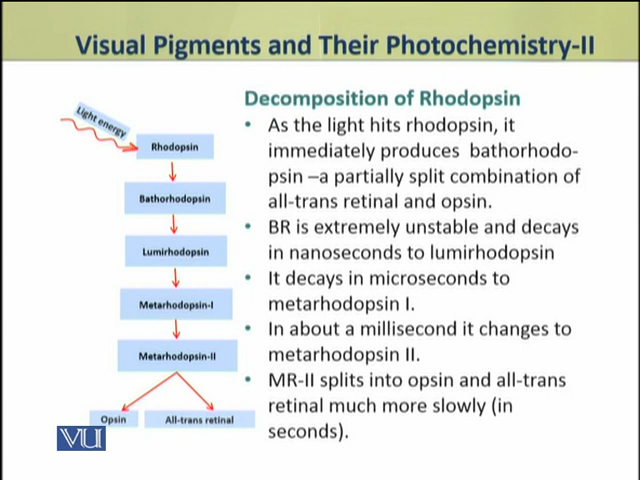 Visual Pigments and Their Photochemistry-II
Light energy
Rhodopsin
Bathorhodopsin
Lumirhodopsin
Metarhodopsin-I
Metarhodopsin-II
Opsin
All-trans retinal
VU
Decomposition of Rhodopsin
• As the light hits rhodopsin, it
immediately produces bathorhodo-
psin –a partially split combination of
all-trans retinal and opsin.
• BR is extremely unstable and decays
in nanoseconds to lumirhodopsin
• It decays in microseconds to
metarhodopsin I.
• In about a millisecond it changes to
metarhodopsin II.
• MR-II splits into opsin and all-trans
retinal much more slowly (in
seconds).